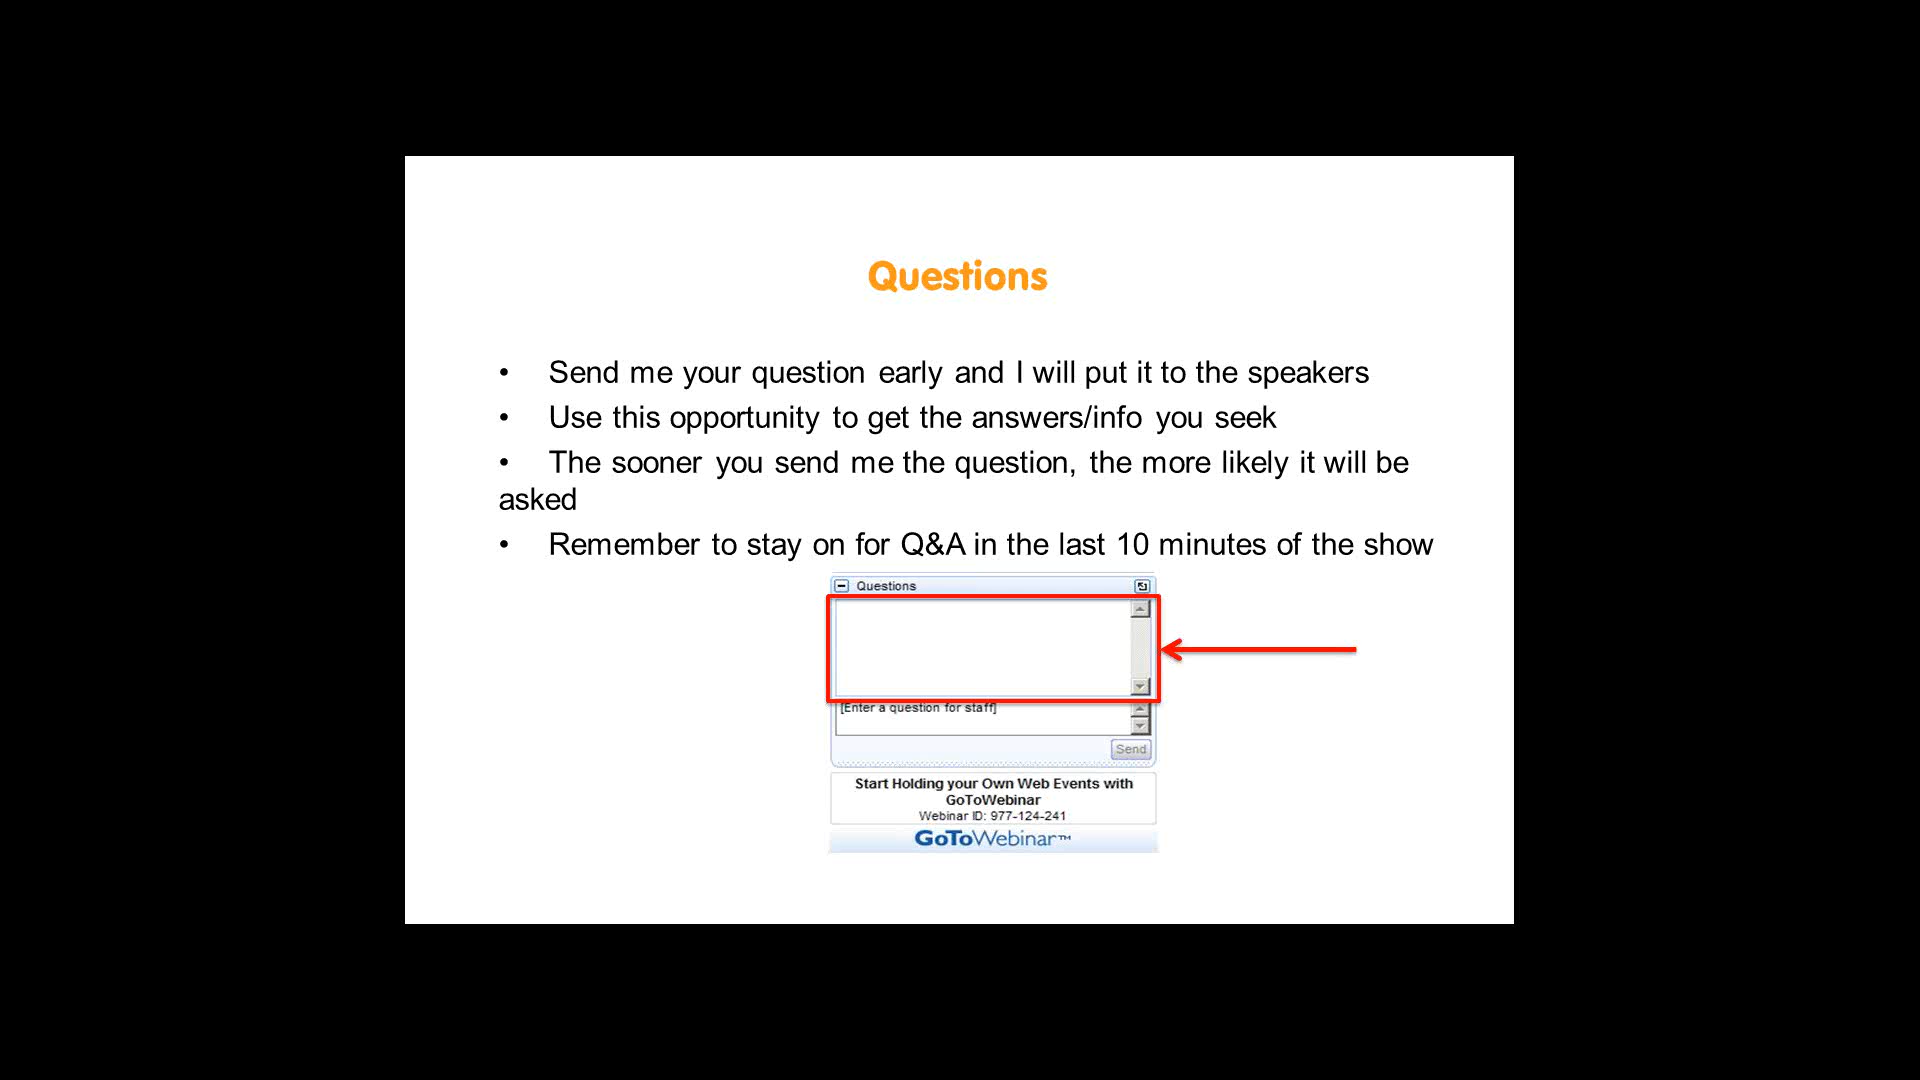 Questions
• Send me your question early and I will put it to the speakers
• Use this opportunity to get the answers/info you seek
• The sooner you send me the question, the more likely it will be
asked
• Remember to stay on for Q&A in the last 10 minutes of the show
Questions
[Enter a question for staff]
Send
Start Holding your Own Web Events with
GoToWebinar
Webinar ID: 977-124-241
GoToWebinar™